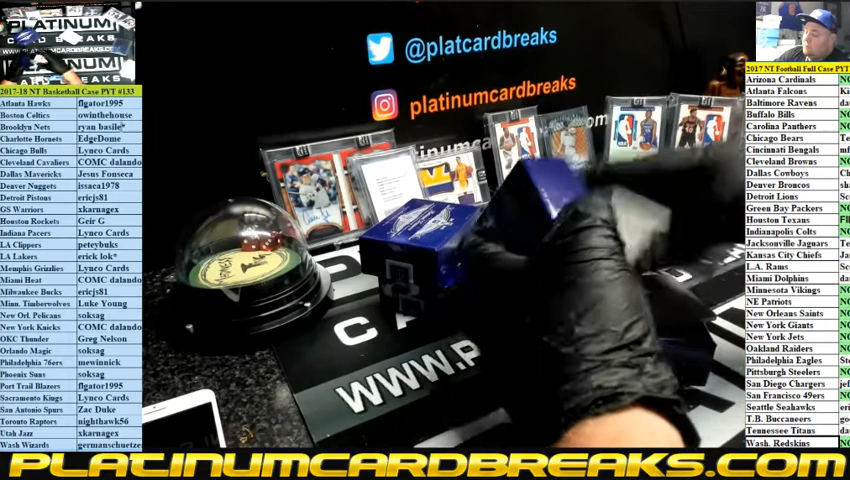 PLATINUM
CARD BREAKS
@platcardbreaks
platinumcardbreaks
2017-18 NT Basketball Case PYT #133
Atlanta Hawks flgator1995
Boston Celtics owinthehouse
Brooklyn Nets ryan basile*
Charlotte Hornets EdgeDome
Chicago Bulls Lynco Cards
Cleveland Cavaliers COMC dalando
Dallas Mavericks Jesus Fonseca
Denver Nuggets issaca1978
Detroit Pistons ericjs81
GS Warriors xkarnagex
Houston Rockets Geir G
Indiana Pacers Lynco Cards
LA Clippers peteybuks
LA Lakers erick lok*
Memphis Grizzlies Lynco Cards
Miami Heat COMC dalando
Milwaukee Bucks ericjs81
Minn. Timberwolves Luke Young
New Orl. Pelicans soksag
New York Knicks COMC dalando
OKC Thunder Greg Nelson
Orlando Magic soksag
Philadelphia 76ers mewinnick
Phoenix Suns soksag
Port Trail Blazers flgator1995
Sacramento Kings Lynco Cards
San Antonio Spurs Zac Duke
Toronto Raptors nighthawk56
Utah Jazz xkarnagex
Wash Wizards germanschuetze
2017 NT Football Full Case PYT
Arizona Cardinals
Atlanta Falcons
Baltimore Ravens
Buffalo Bills
Carolina Panthers
Chicago Bears
Cincinnati Bengals
Cleveland Browns
Dallas Cowboys
Denver Broncos
Detroit Lions
Green Bay Packers
Houston Texans
Indianapolis Colts
Jacksonville Jaguars
Kansas City Chiefs
L.A. Rams
Miami Dolphins
Minnesota Vikings
NE Patriots
New Orleans Saints
New York Giants
New York Jets
Oakland Raiders
Philadelphia Eagles
Pittsburgh Steelers
San Diego Chargers
San Francisco 49ers
Seattle Seahawks
T.B. Buccaneers
Tennessee Titans
Wash. Redskins
WWW.P
PLATINUMCARDBREAKS.COM